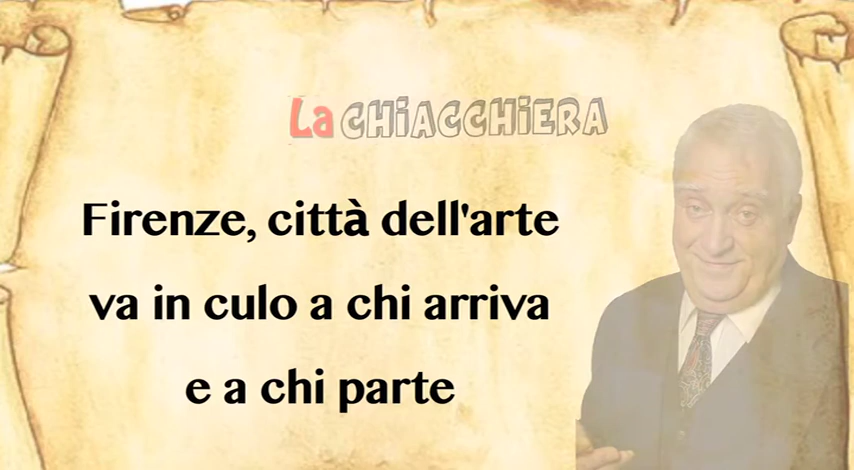 La CHIACCHIERA
Firenze, città dell'arte
va in culo a chi arriva
e a chi parte